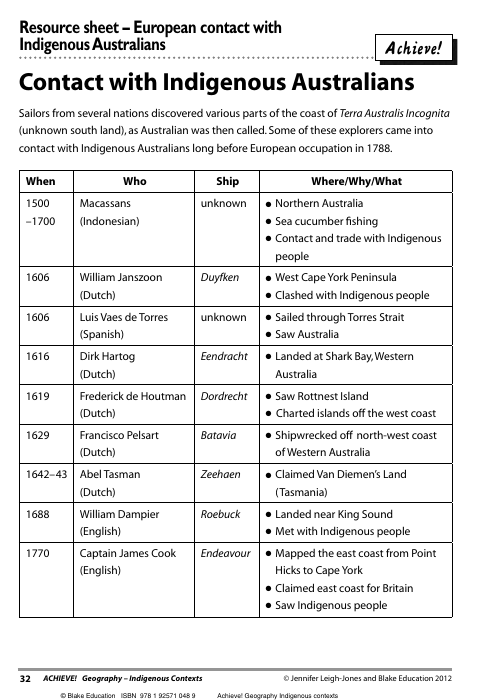 Resource sheet – European contact with
Indigenous Australians
Achieve!
Contact with Indigenous Australians
Sailors from several nations discovered various parts of the coast of Terra Australis Incognita
(unknown south land), as Australian was then called. Some of these explorers came into
contact with Indigenous Australians long before European occupation in 1788.
When Who Ship Where/Why/What
1500 Macassans unknown • Northern Australia
–1700 (Indonesian) • Sea cucumber fishing
• Contact and trade with Indigenous
people
1606 William Janszoon Duyfken • West Cape York Peninsula
(Dutch) • Clashed with Indigenous people
1606 Luis Vaes de Torres unknown • Sailed through Torres Strait
(Spanish) • Saw Australia
1616 Dirk Hartog Eendracht • Landed at Shark Bay, Western
(Dutch) Australia
1619 Frederick de Houtman Dordrecht • Saw Rottnest Island
(Dutch) • Charted islands off the west coast
1629 Francisco Pelsart Batavia • Shipwrecked off north-west coast
(Dutch) of Western Australia
1642–43 Abel Tasman Zeehaen • Claimed Van Diemen's Land
(Dutch) (Tasmania)
1688 William Dampier Roebuck • Landed near King Sound
(English) • Met with Indigenous people
1770 Captain James Cook Endeavour • Mapped the east coast from Point
(English) Hicks to Cape York
• Claimed east coast for Britain
• Saw Indigenous people
32 ACHIEVE! Geography – Indigenous Contexts © Jennifer Leigh-Jones and Blake Education 2012
© Blake Education ISBN 978 1 92571 048 9 Achieve! Geography Indigenous contexts